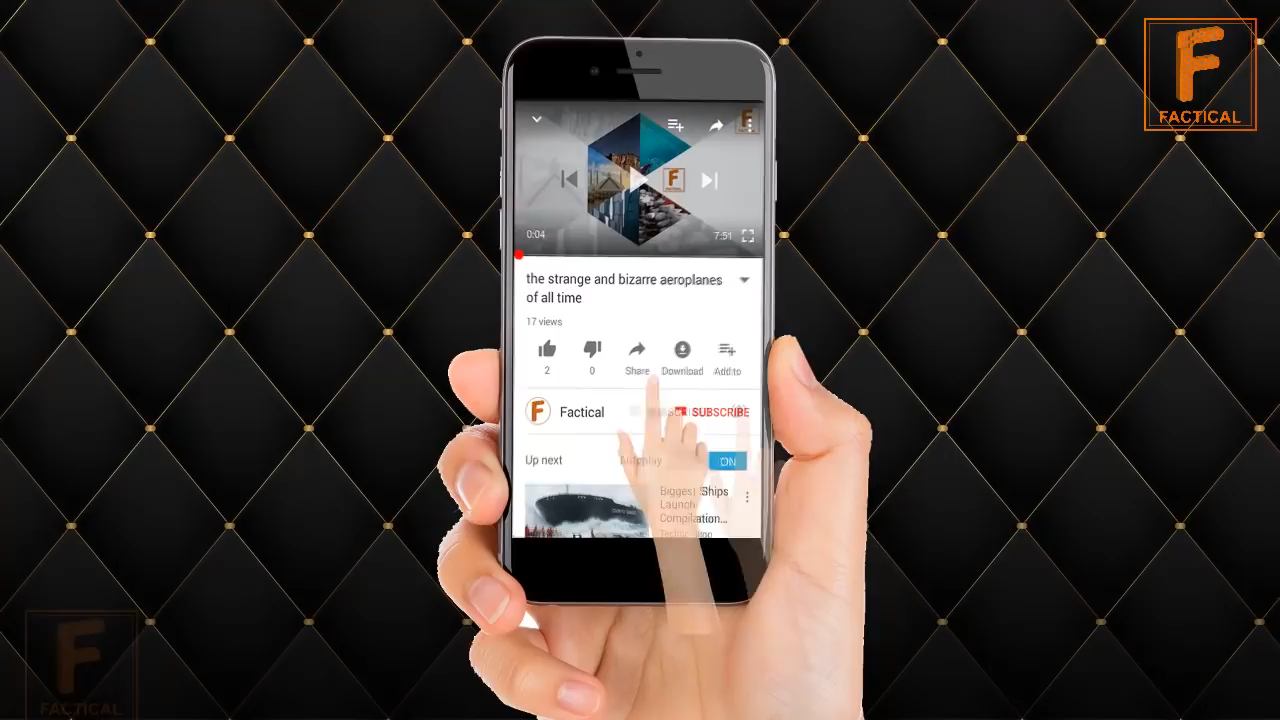 F
FACTICAL
0:04
7:51
the strange and bizarre aeroplanes
of all time
17 views
2
0
Share
Download
Add to
F
Factical
SUBSCRIBE
Up next
Autoplay
ON
Biggest Ships
Launch
Compilation...
F
FACTICAL